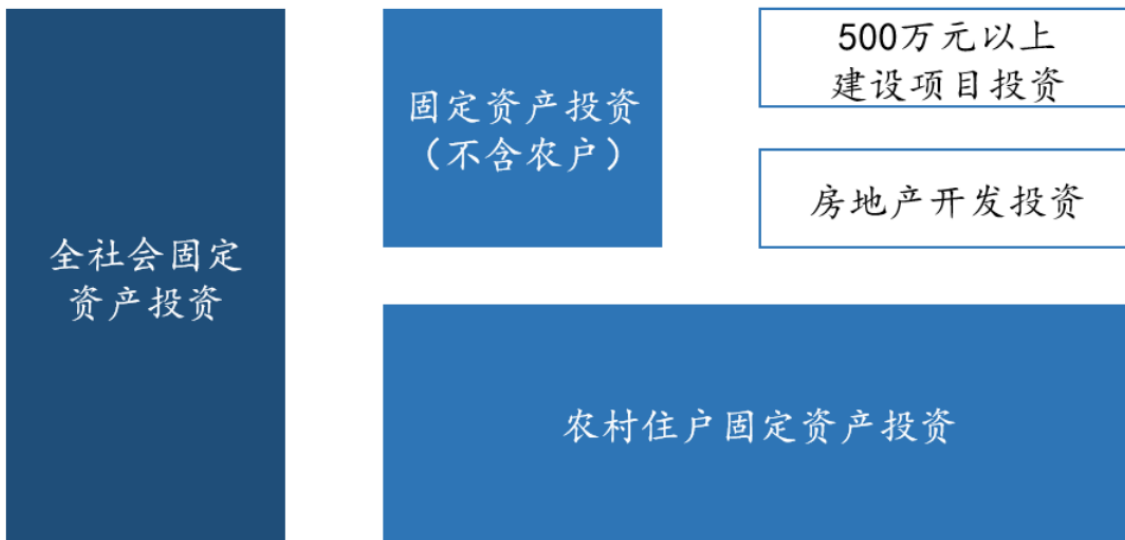 全社会固定
资产投资
固定资产投资
（不含农户）
500万元以上
建设项目投资
房地产开发投资
农村住户固定资产投资